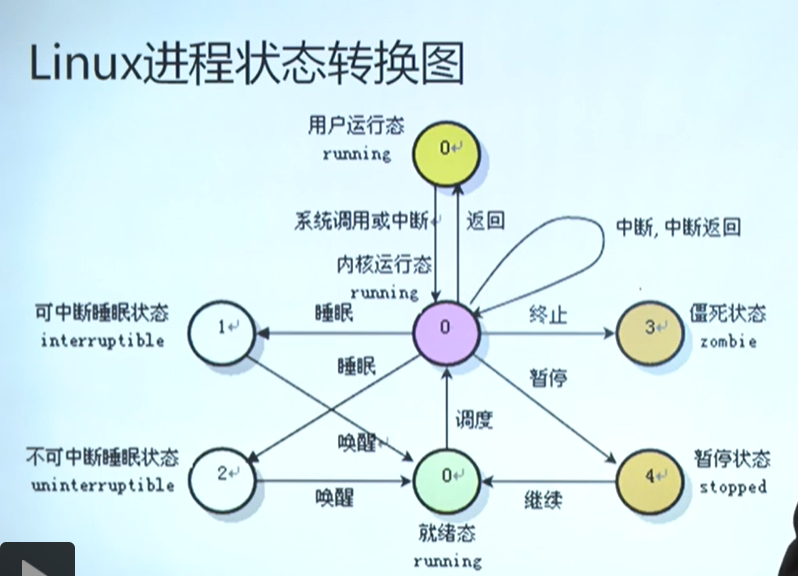 Linux进程状态转换图
用户运行态
running
0
系统调用或中断
返回
中断, 中断返回
内核运行态
running
可中断睡眠状态
interruptible
1
睡眠
0
终止
3
僵死状态
zombie
睡眠
暂停
调度
唤醒
不可中断睡眠状态
uninterruptible
2
唤醒
0
继续
4
暂停状态
stopped
就绪态
running